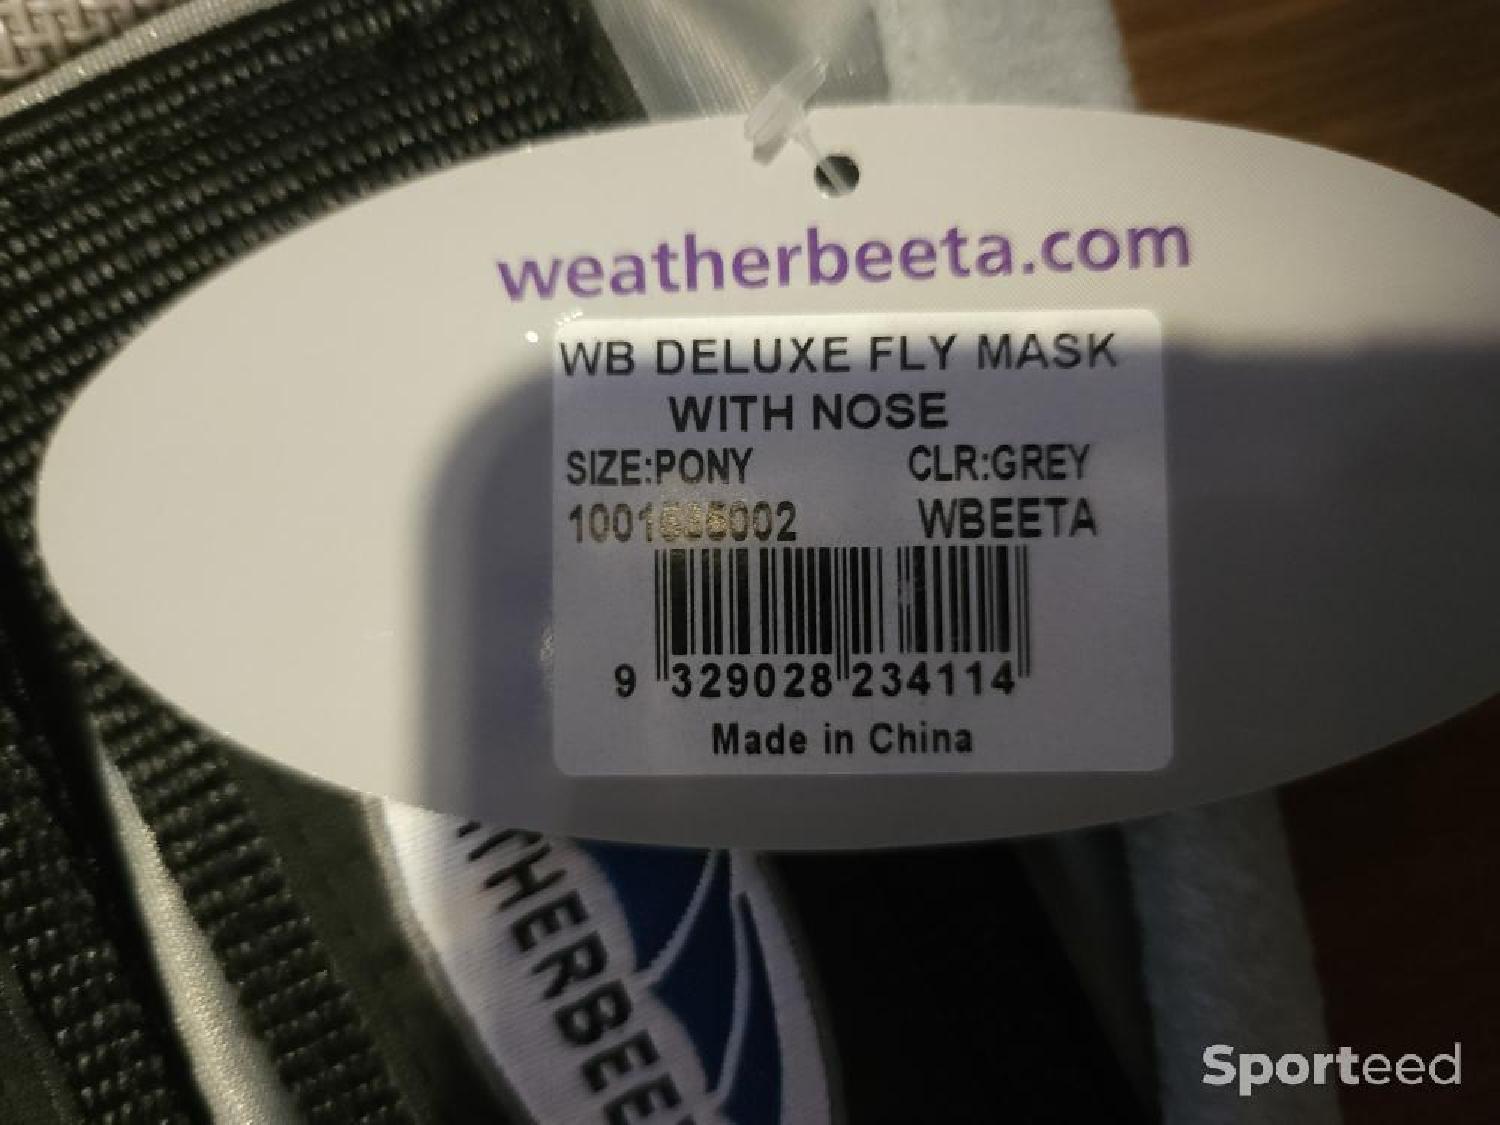 weatherbeeta.com
WB DELUXE FLY MASK
WITH NOSE
SIZE:PONY CLR:GREY
WBEETA
9 329028 234114
Made in China
THERBEE
Sporteed